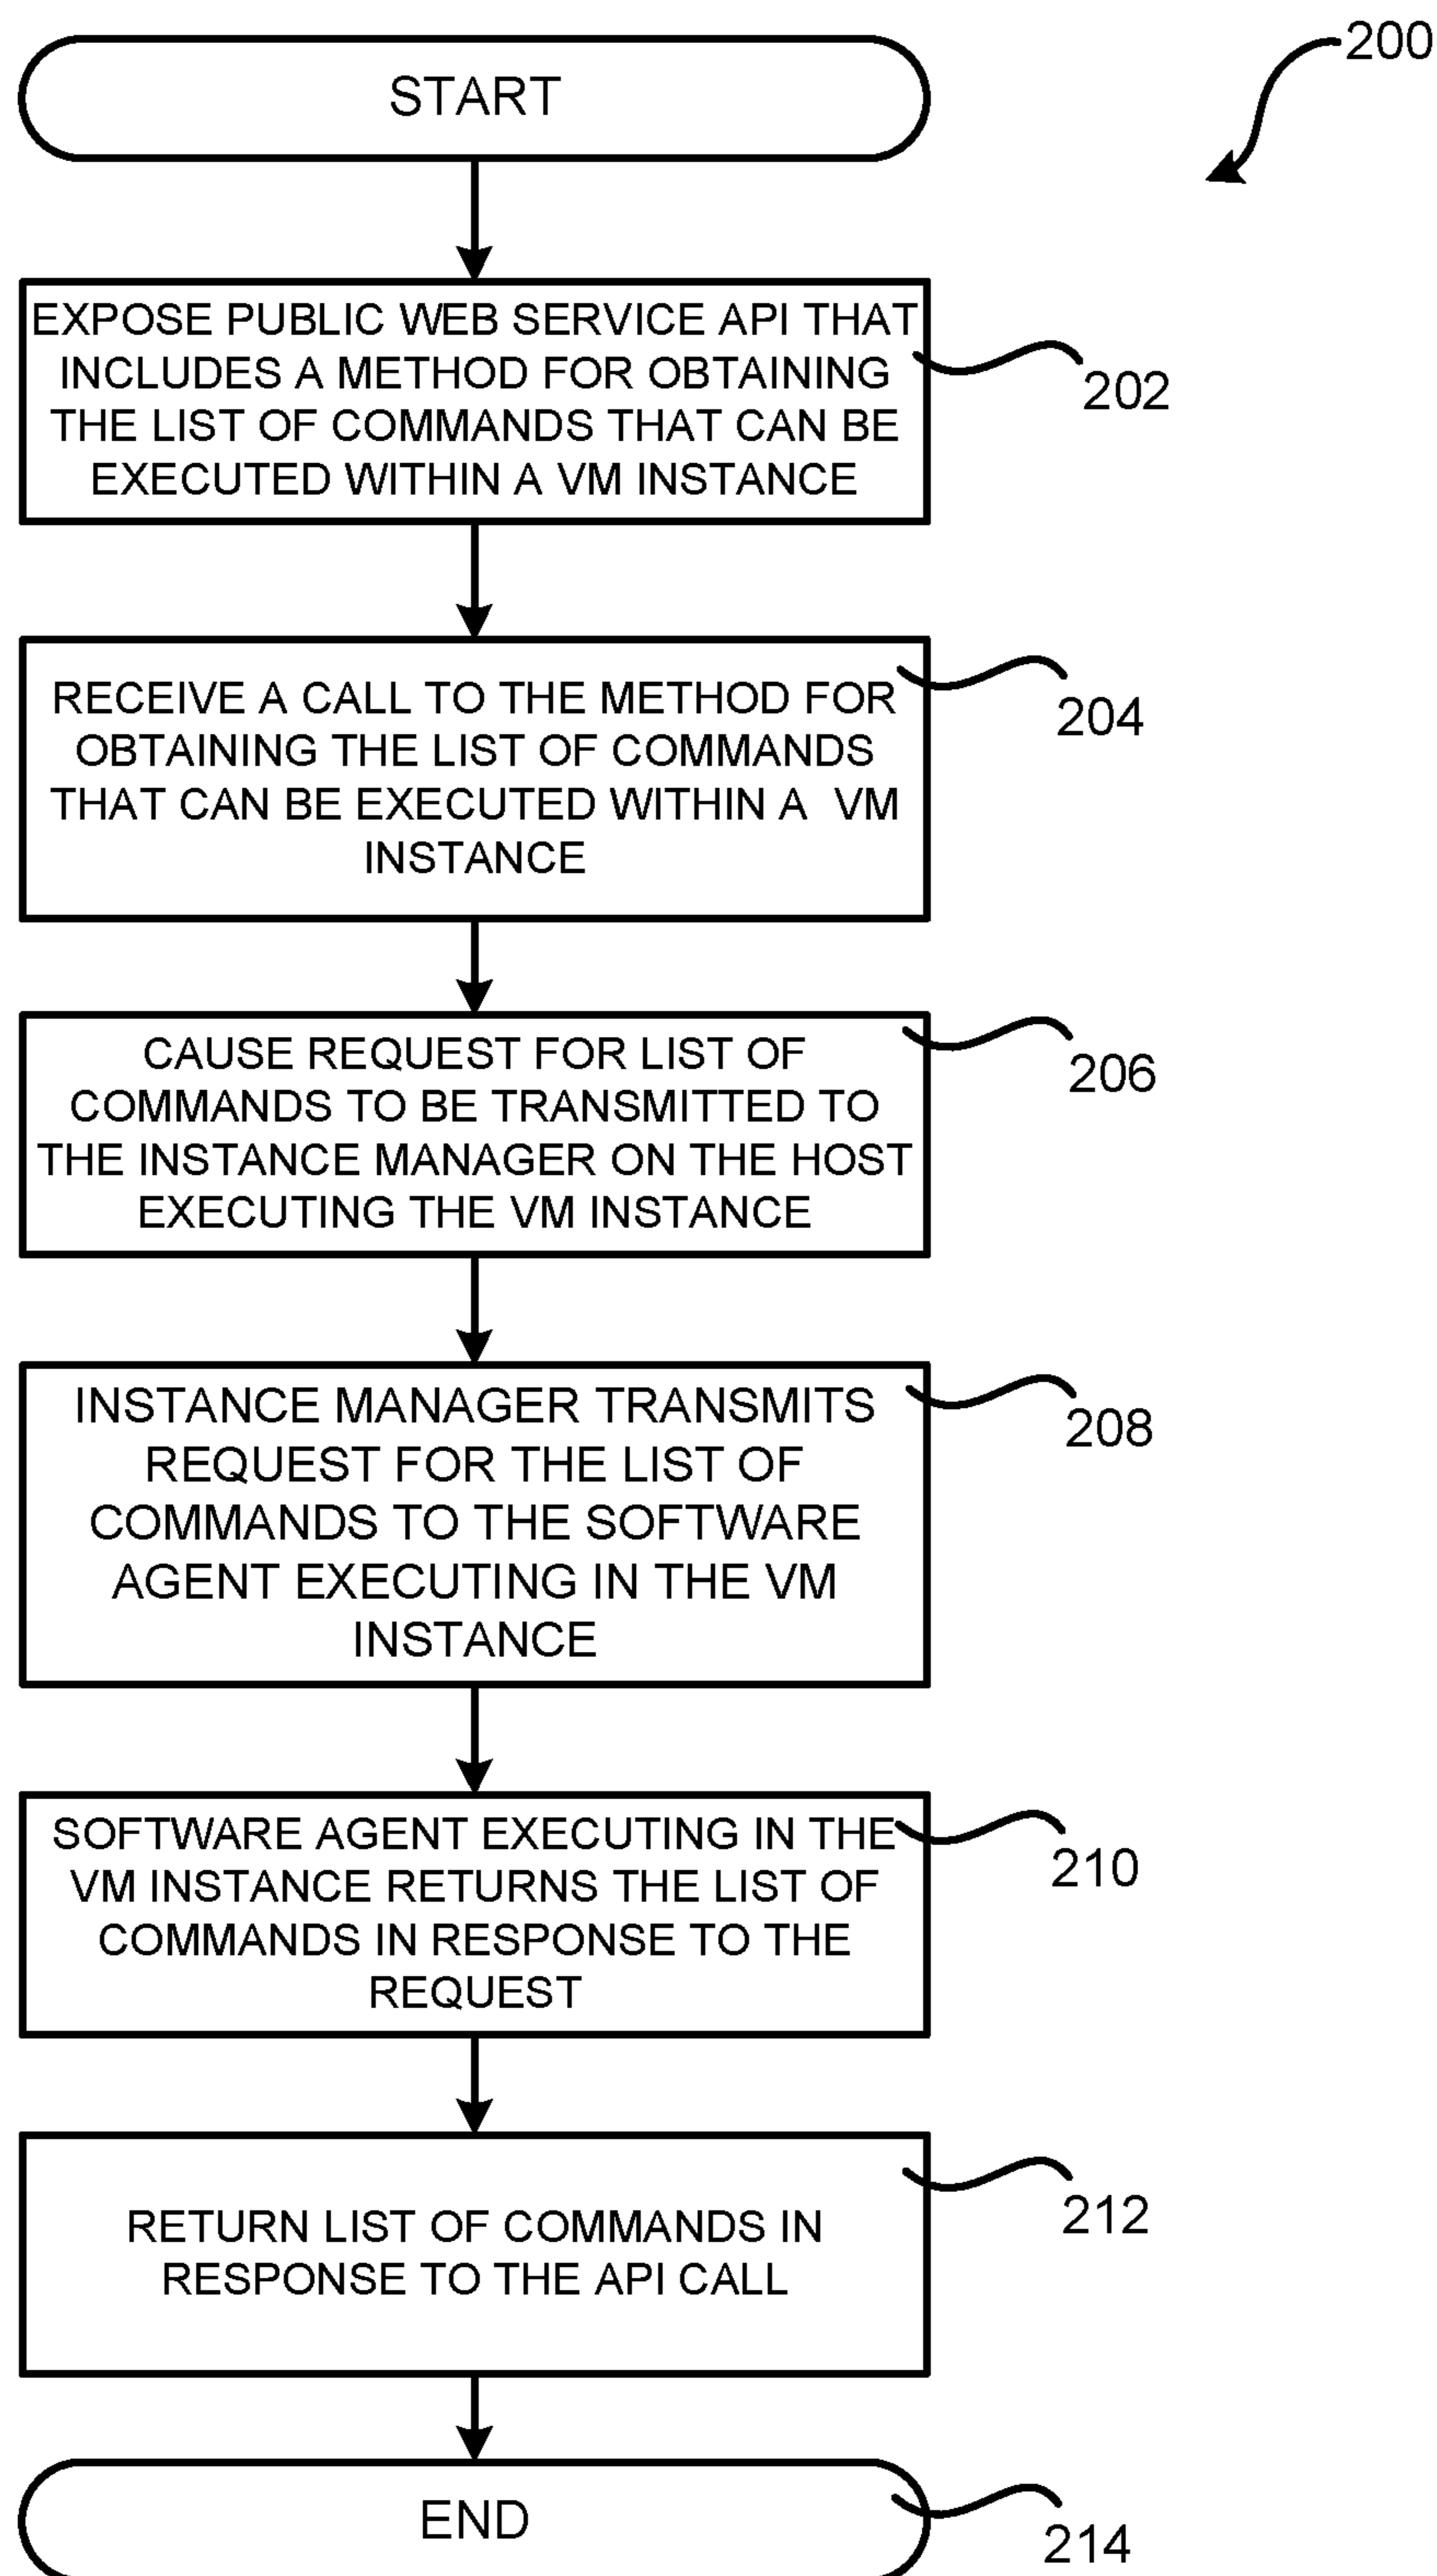 200
START
EXPOSE PUBLIC WEB SERVICE API THAT
INCLUDES A METHOD FOR OBTAINING
THE LIST OF COMMANDS THAT CAN BE
EXECUTED WITHIN A VM INSTANCE
202
RECEIVE A CALL TO THE METHOD FOR
OBTAINING THE LIST OF COMMANDS
THAT CAN BE EXECUTED WITHIN A VM
INSTANCE
204
CAUSE REQUEST FOR LIST OF
COMMANDS TO BE TRANSMITTED TO
THE INSTANCE MANAGER ON THE HOST
EXECUTING THE VM INSTANCE
206
INSTANCE MANAGER TRANSMITS
REQUEST FOR THE LIST OF
COMMANDS TO THE SOFTWARE
AGENT EXECUTING IN THE VM
INSTANCE
208
SOFTWARE AGENT EXECUTING IN THE
VM INSTANCE RETURNS THE LIST OF
COMMANDS IN RESPONSE TO THE
REQUEST
210
RETURN LIST OF COMMANDS IN
RESPONSE TO THE API CALL
212
END
214